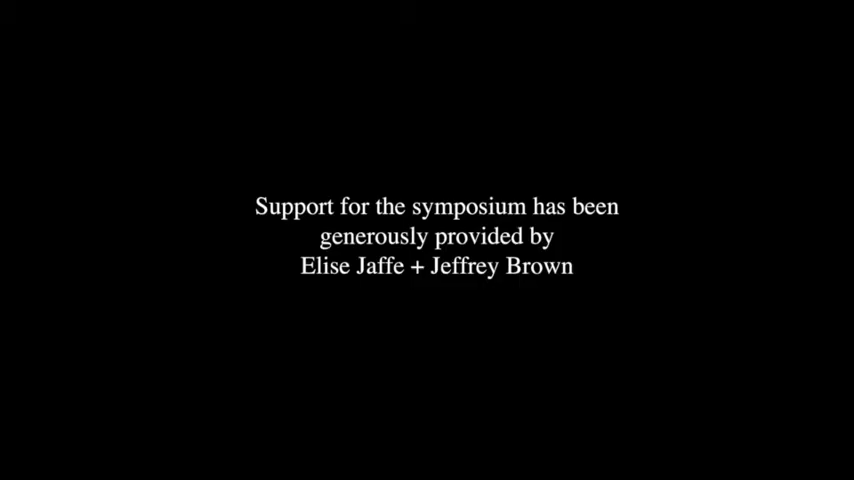 Support for the symposium has been
generously provided by
Elise Jaffe + Jeffrey Brown